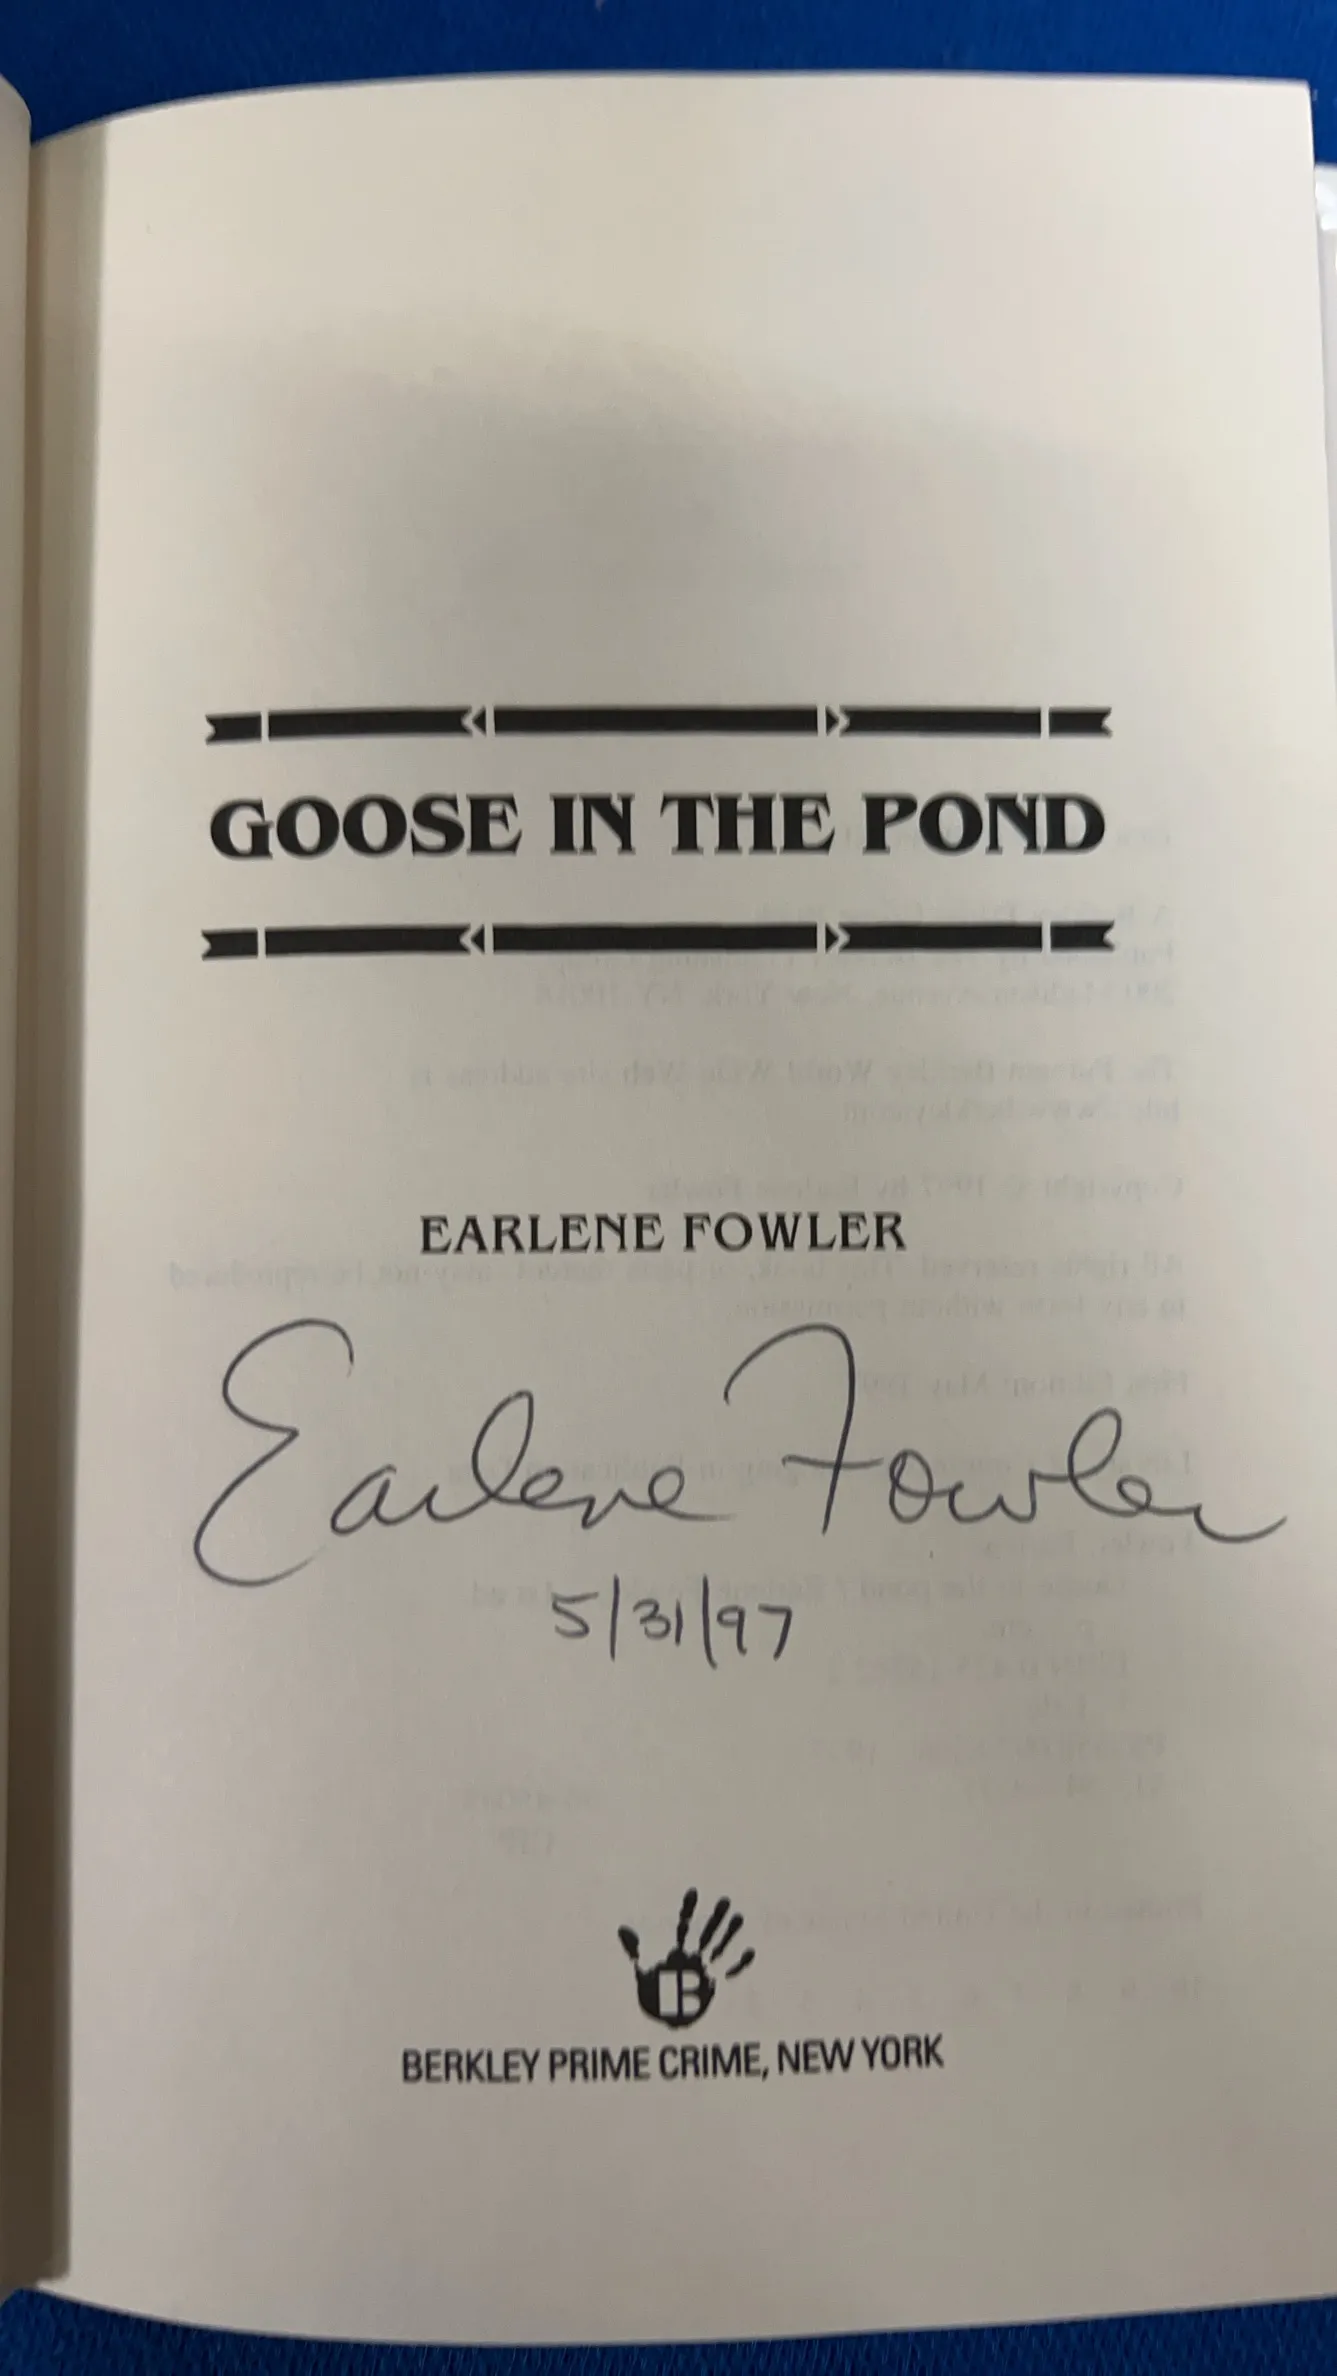 GOOSE IN THE POND
EARLENE FOWLER
Earlene Fowler
5/31/97
B
BERKLEY PRIME CRIME, NEW YORK